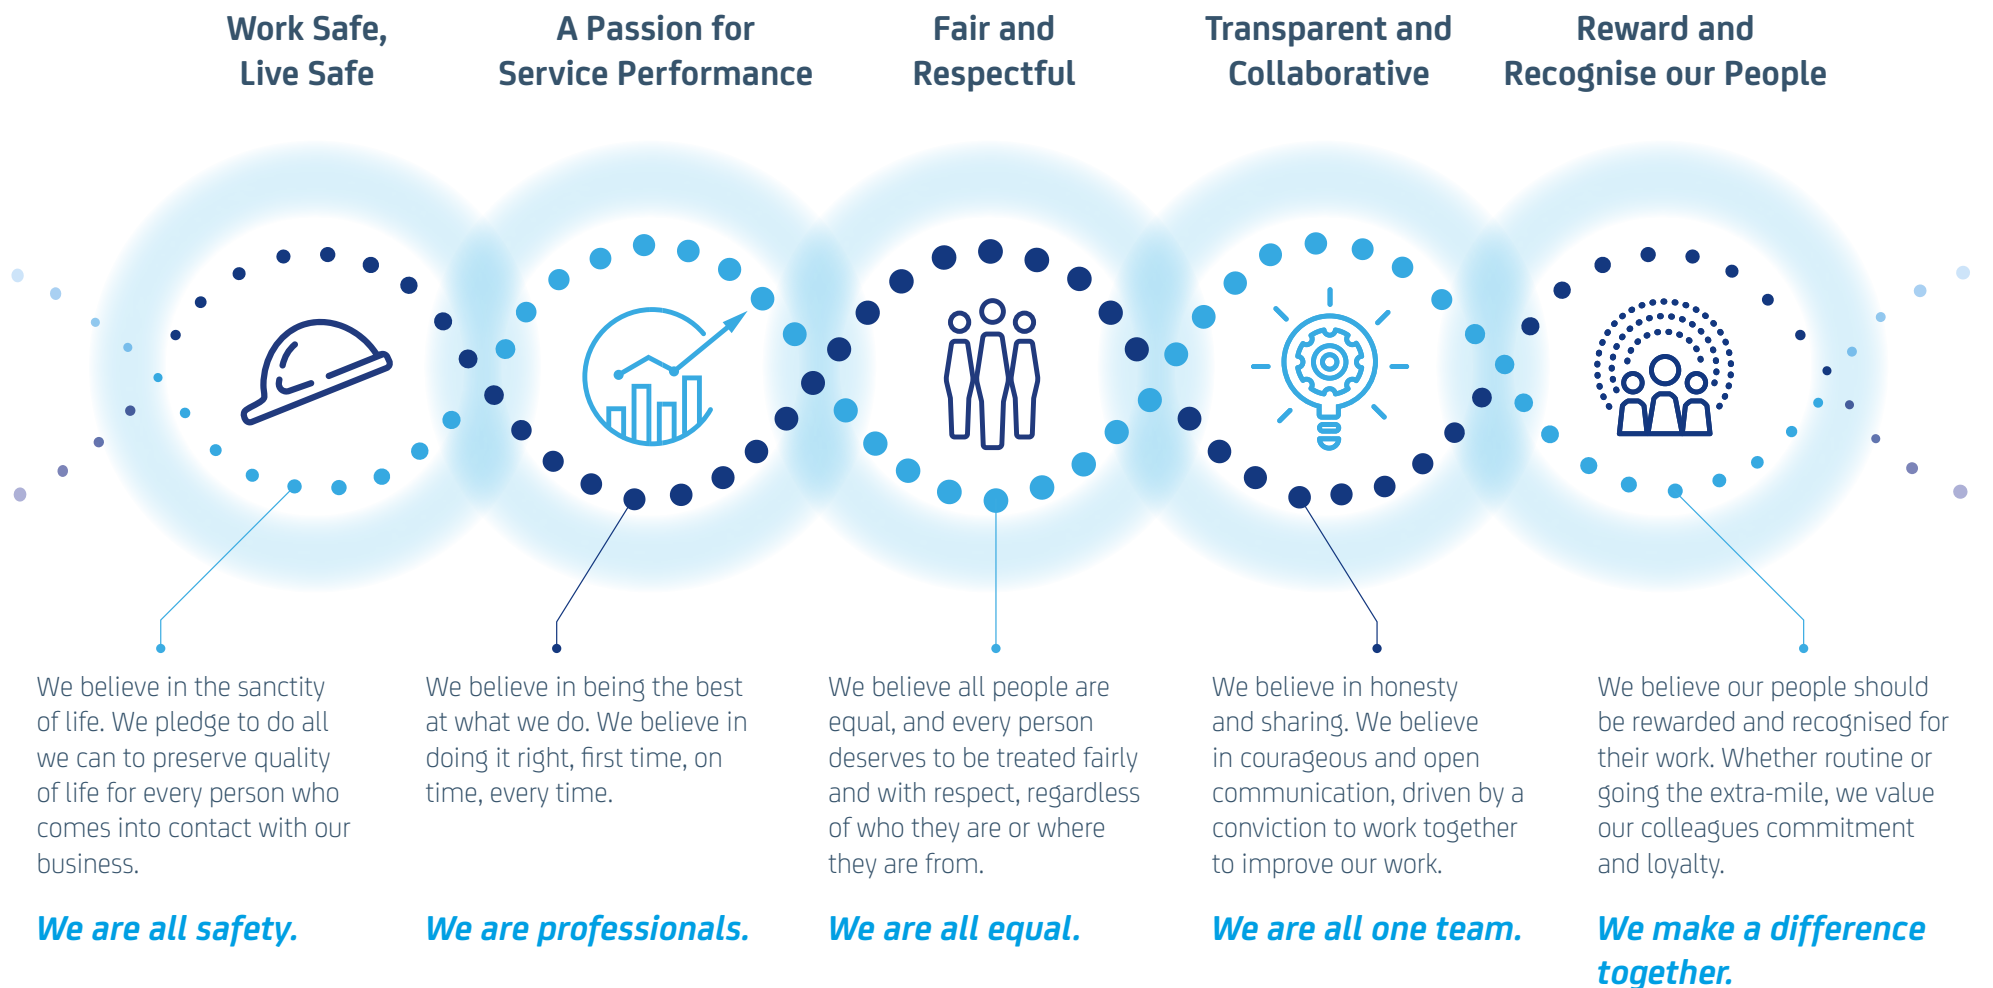 Work Safe,
Live Safe
A Passion for
Service Performance
Fair and
Respectful
Transparent and
Collaborative
Reward and
Recognise our People
We believe in the sanctity
of life. We pledge to do all
we can to preserve quality
of life for every person who
comes into contact with our
business.
We are all safety.
We believe in being the best
at what we do. We believe in
doing it right, first time, on
time, every time.
We are professionals.
We believe all people are
equal, and every person
deserves to be treated fairly
and with respect, regardless
of who they are or where
they are from.
We are all equal.
We believe in honesty
and sharing. We believe
in courageous and open
communication, driven by a
conviction to work together
to improve our work.
We are all one team.
We believe our people should
be rewarded and recognised for
their work. Whether routine or
going the extra-mile, we value
our colleagues commitment
and loyalty.
We make a difference
together.